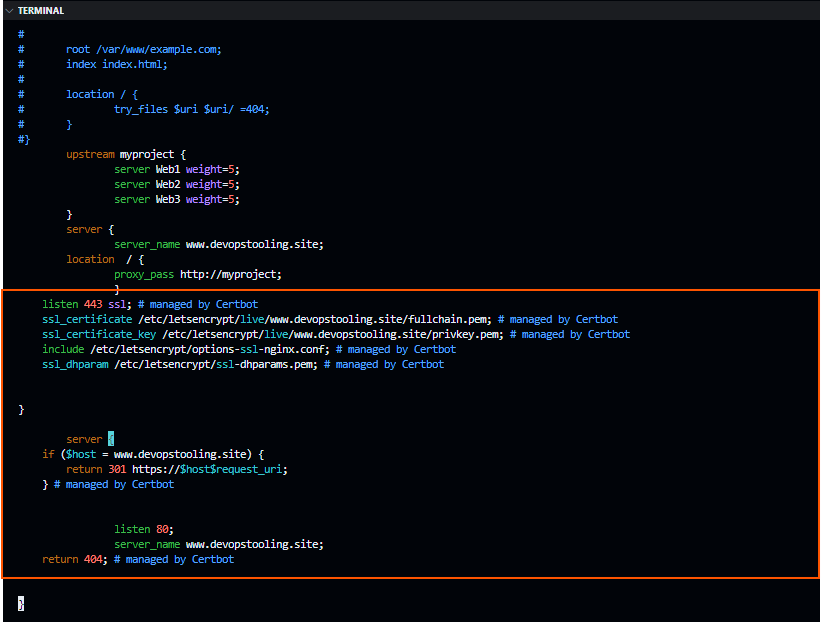 TERMINAL
#
#       root /var/www/example.com;
#       index index.html;
#
#       location / {
#               try_files $uri $uri/ =404;
#       }
#}
        upstream myproject {
                server Web1 weight=5;
                server Web2 weight=5;
                server Web3 weight=5;
        }
        server {
                server_name www.devopstooling.site;
        location  / {
                proxy_pass http://myproject;
                }
    listen 443 ssl; # managed by Certbot
    ssl_certificate /etc/letsencrypt/live/www.devopstooling.site/fullchain.pem; # managed by Certbot
    ssl_certificate_key /etc/letsencrypt/live/www.devopstooling.site/privkey.pem; # managed by Certbot
    include /etc/letsencrypt/options-ssl-nginx.conf; # managed by Certbot
    ssl_dhparam /etc/letsencrypt/ssl-dhparams.pem; # managed by Certbot
}
        server {
    if ($host = www.devopstooling.site) {
        return 301 https://$host$request_uri;
    } # managed by Certbot
                listen 80;
                server_name www.devopstooling.site;
    return 404; # managed by Certbot
}